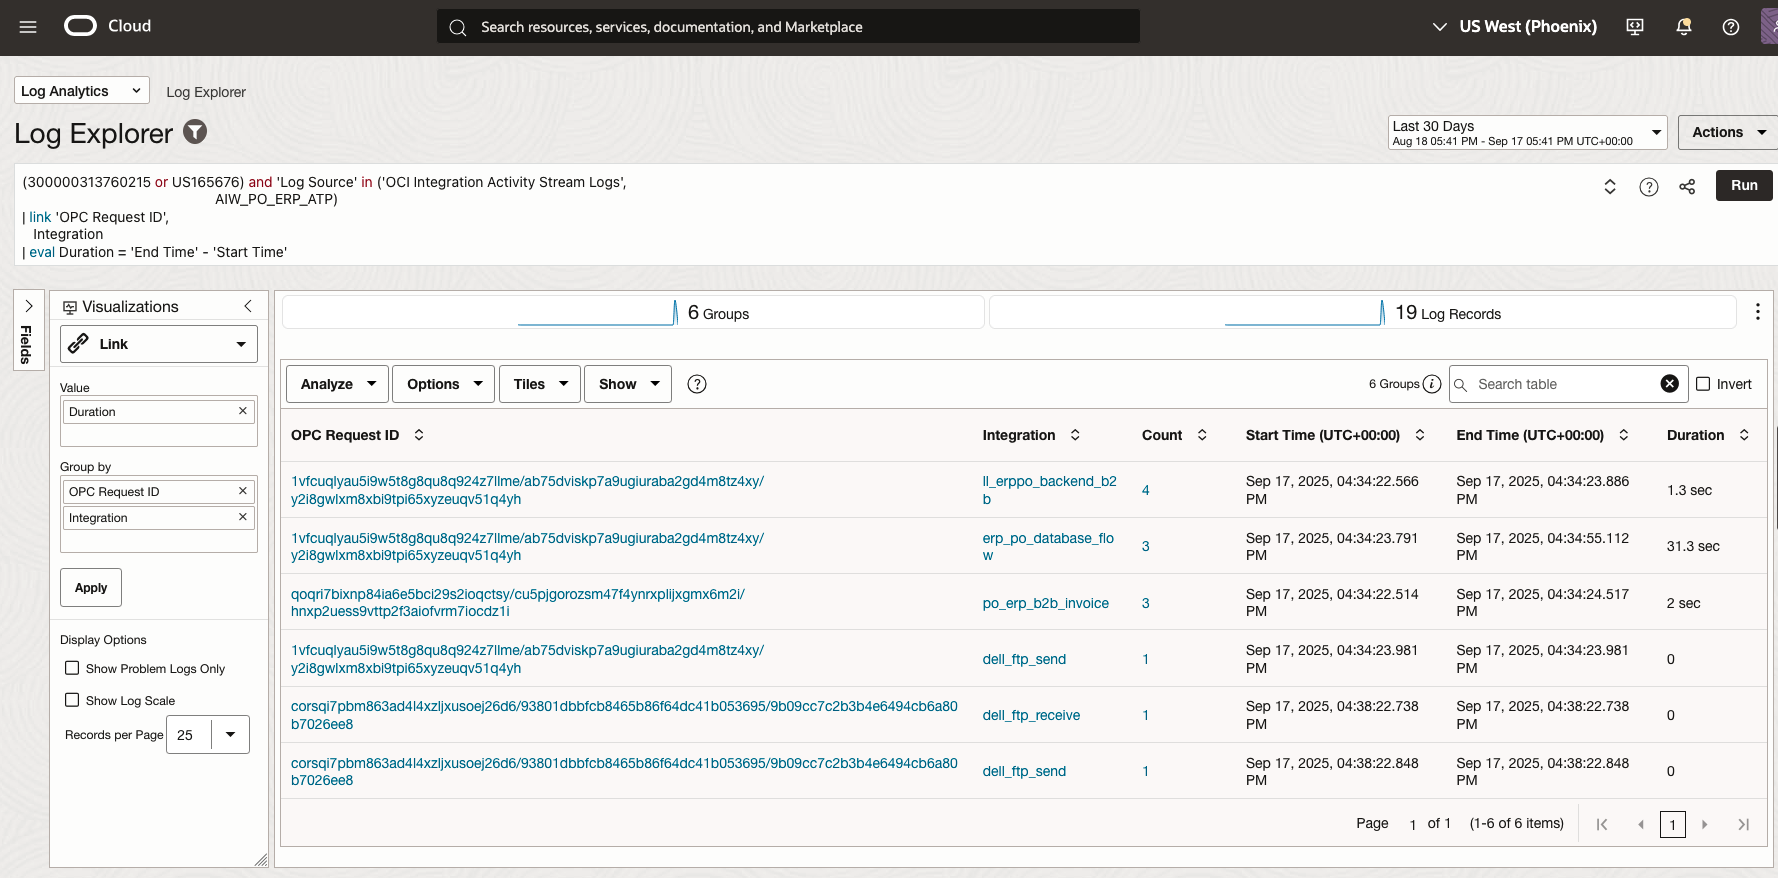 Cloud
Search resources, services, documentation, and Marketplace
US West (Phoenix)
Log Analytics
Log Explorer
Log Explorer
Last 30 Days
Aug 18 05:41 PM - Sep 17 05:41 PM UTC+00:00
Actions
(300000313760215 or US165676) and 'Log Source' in ('OCI Integration Activity Stream Logs',
AIW_PO_ERP_ATP)
| link 'OPC Request ID',
Integration
| eval Duration = 'End Time' - 'Start Time'
Run
Fields
Visualizations
Link
Value
Duration
Group by
OPC Request ID
Integration
Apply
Display Options
Show Problem Logs Only
Show Log Scale
Records per Page 25
6 Groups
19 Log Records
Analyze Options Tiles Show
6 Groups
Search table
Invert
OPC Request ID Integration Count Start Time (UTC+00:00) End Time (UTC+00:00) Duration
1vfcuqlyau5i9w5t8g8qu8q924z7llme/ab75dviskp7a9ugiuraba2gd4m8tz4xy/ ll_erppo_backend_b2 4 Sep 17, 2025, 04:34:22.566 Sep 17, 2025, 04:34:23.886 1.3 sec
y2i8gwlxm8xbi9tpi65xyzeuqv51q4yh b PM PM
1vfcuqlyau5i9w5t8g8qu8q924z7llme/ab75dviskp7a9ugiuraba2gd4m8tz4xy/ erp_po_database_flo 3 Sep 17, 2025, 04:34:23.791 Sep 17, 2025, 04:34:55.112 31.3 sec
y2i8gwlxm8xbi9tpi65xyzeuqv51q4yh w PM PM
qoqri7bixnp84ia6e5bci29s2ioqctsy/cu5pjgorozsm47f4ynrxplijxgmx6m2i/ po_erp_b2b_invoice 3 Sep 17, 2025, 04:34:22.514 Sep 17, 2025, 04:34:24.517 2 sec
hnxp2uess9vttp2f3aiofvrm7iocdz1i PM PM
1vfcuqlyau5i9w5t8g8qu8q924z7llme/ab75dviskp7a9ugiuraba2gd4m8tz4xy/ dell_ftp_send 1 Sep 17, 2025, 04:34:23.981 Sep 17, 2025, 04:34:23.981 0
y2i8gwlxm8xbi9tpi65xyzeuqv51q4yh PM PM
corsqi7pbm863ad4l4xzljxusoej26d6/93801dbbfcb8465b86f64dc41b053695/9b09cc7c2b3b4e6494cb6a80 dell_ftp_receive 1 Sep 17, 2025, 04:38:22.738 Sep 17, 2025, 04:38:22.738 0
b7026ee8 PM PM
corsqi7pbm863ad4l4xzljxusoej26d6/93801dbbfcb8465b86f64dc41b053695/9b09cc7c2b3b4e6494cb6a80 dell_ftp_send 1 Sep 17, 2025, 04:38:22.848 Sep 17, 2025, 04:38:22.848 0
b7026ee8 PM PM
Page 1 of 1 (1-6 of 6 items) 1